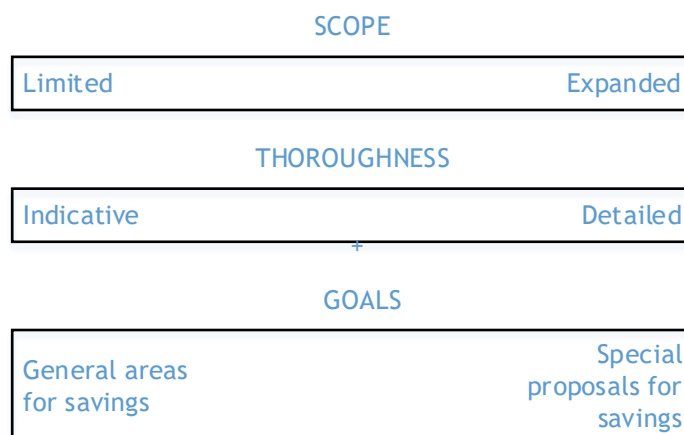 SCOPE
Limited Expanded
THOROUGHNESS
Indicative Detailed
+
GOALS
General areas
for savings
Special
proposals for
savings